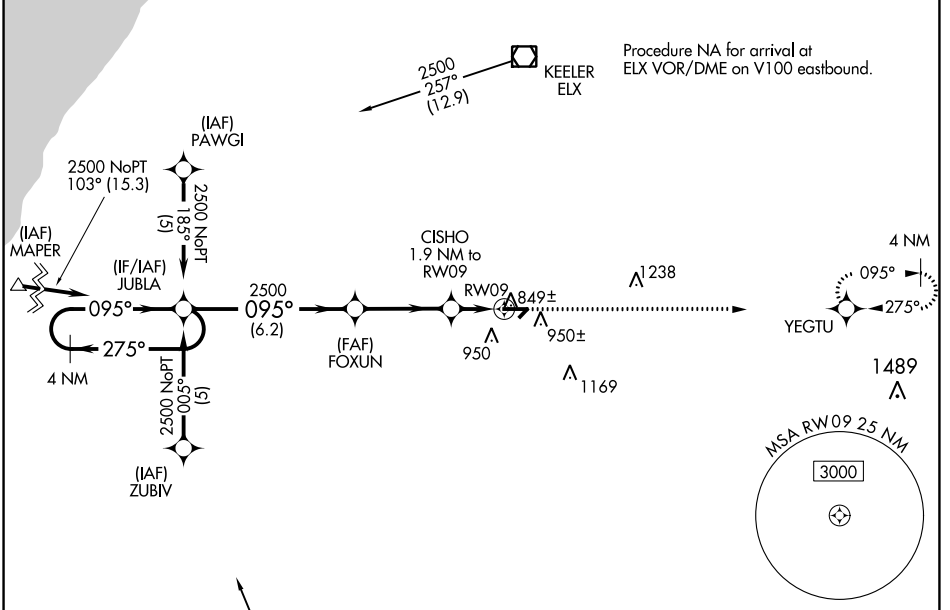 Procedure NA for arrival at
ELX VOR/DME on V100 eastbound.
KEELER
ELX
2500
257°
(12.9)
(IAF)
PAWGI
2500 NoPT
103° (15.3)
2500 NoPT
185°
(5)
(IAF)
MAPER
(IF/IAF)
JUBLA
095°
275°
4 NM
2500
095°
(6.2)
(FAF)
FOXUN
CISHO
1.9 NM to
RW09
RW09
849±
950±
950
1238
1169
4 NM
095°
275°
YEGTU
1489
2500 NoPT
005°
(5)
(IAF)
ZUBIV
MSA RW09 25 NM
3000